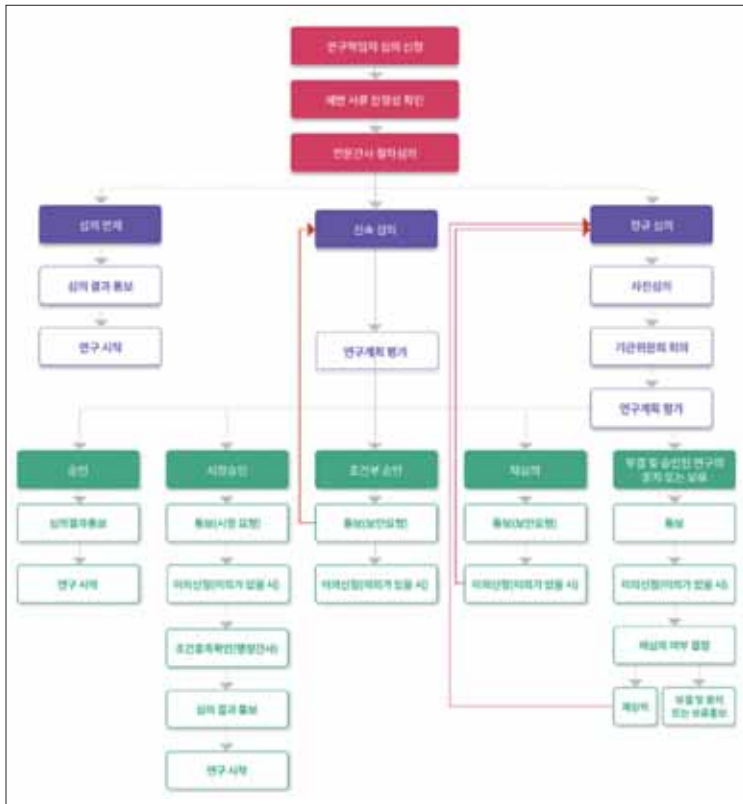 연구책임자 심의 신청
제반 서류 완결성 확인
전문간사 절차심의
심의 면제
신속 심의
정규 심의
심의 결과 통보
사전심의
연구 시작
연구계획 평가
기관위원회 회의
연구계획 평가
승인
시정승인
조건부 승인
재심의
부결 및 승인된 연구의
중지 또는 보류
심의결과통보
통보(시정 요청)
통보(보완요청)
통보(보완요청)
통보
연구 시작
이의신청(이의가 있을 시)
이의신청(이의가 있을 시)
이의신청(이의가 있을 시)
이의신청(이의가 있을 시)
조건충족확인(행정간사)
재심의 여부 결정
심의 결과 통보
재심의
부결 및 중지
또는 보류통보
연구 시작